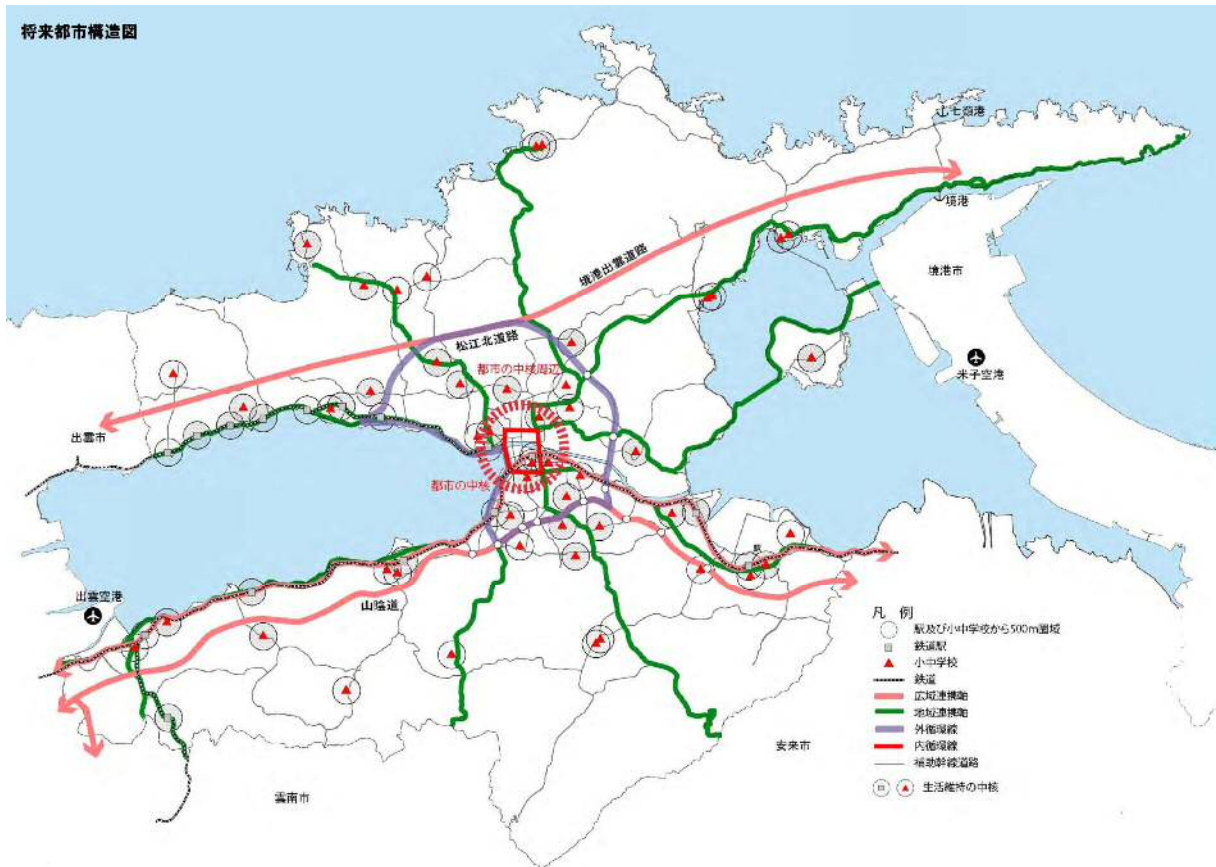 将来都市構造図
七類港
境港
境港市
境港出雲道路
松江北道路
都市の中核周辺
米子空港
出雲市
都市の中核
出雲空港
山陰道
凡 例
駅及び小中学校から500m圏域
鉄道駅
小中学校
鉄道
広域連携軸
地域連携軸
外循環線
内循環線
補助幹線道路
生活維持の中核
安来市
雲南市